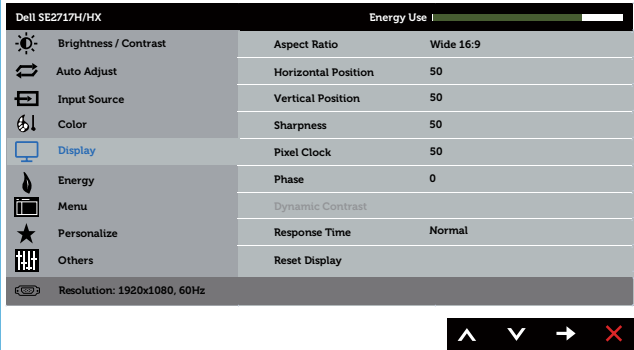 Dell SE2717H/HX Energy Use
Brightness / Contrast Aspect Ratio Wide 16:9
Auto Adjust Horizontal Position 50
Input Source Vertical Position 50
Color Sharpness 50
Display Pixel Clock 50
Energy Phase 0
Menu Dynamic Contrast
Personalize Response Time Normal
Others Reset Display
Resolution: 1920x1080, 60Hz